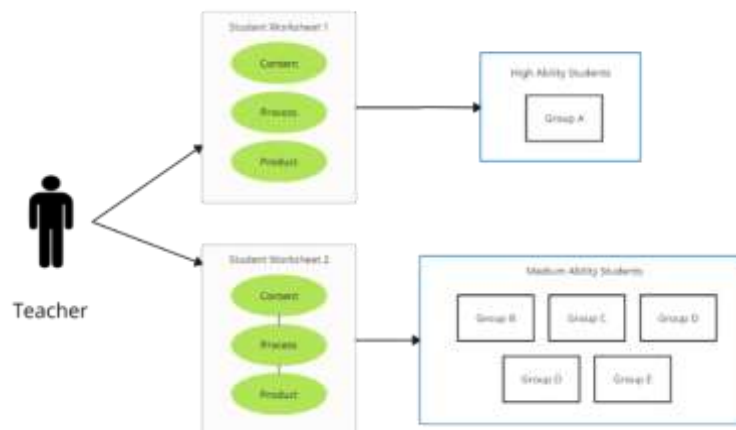 Student Worksheet 1
Content
Process
Product
High Ability Students
Group A
Teacher
Student Worksheet 2
Content
Process
Product
Medium Ability Students
Group B
Group C
Group D
Group D
Group E